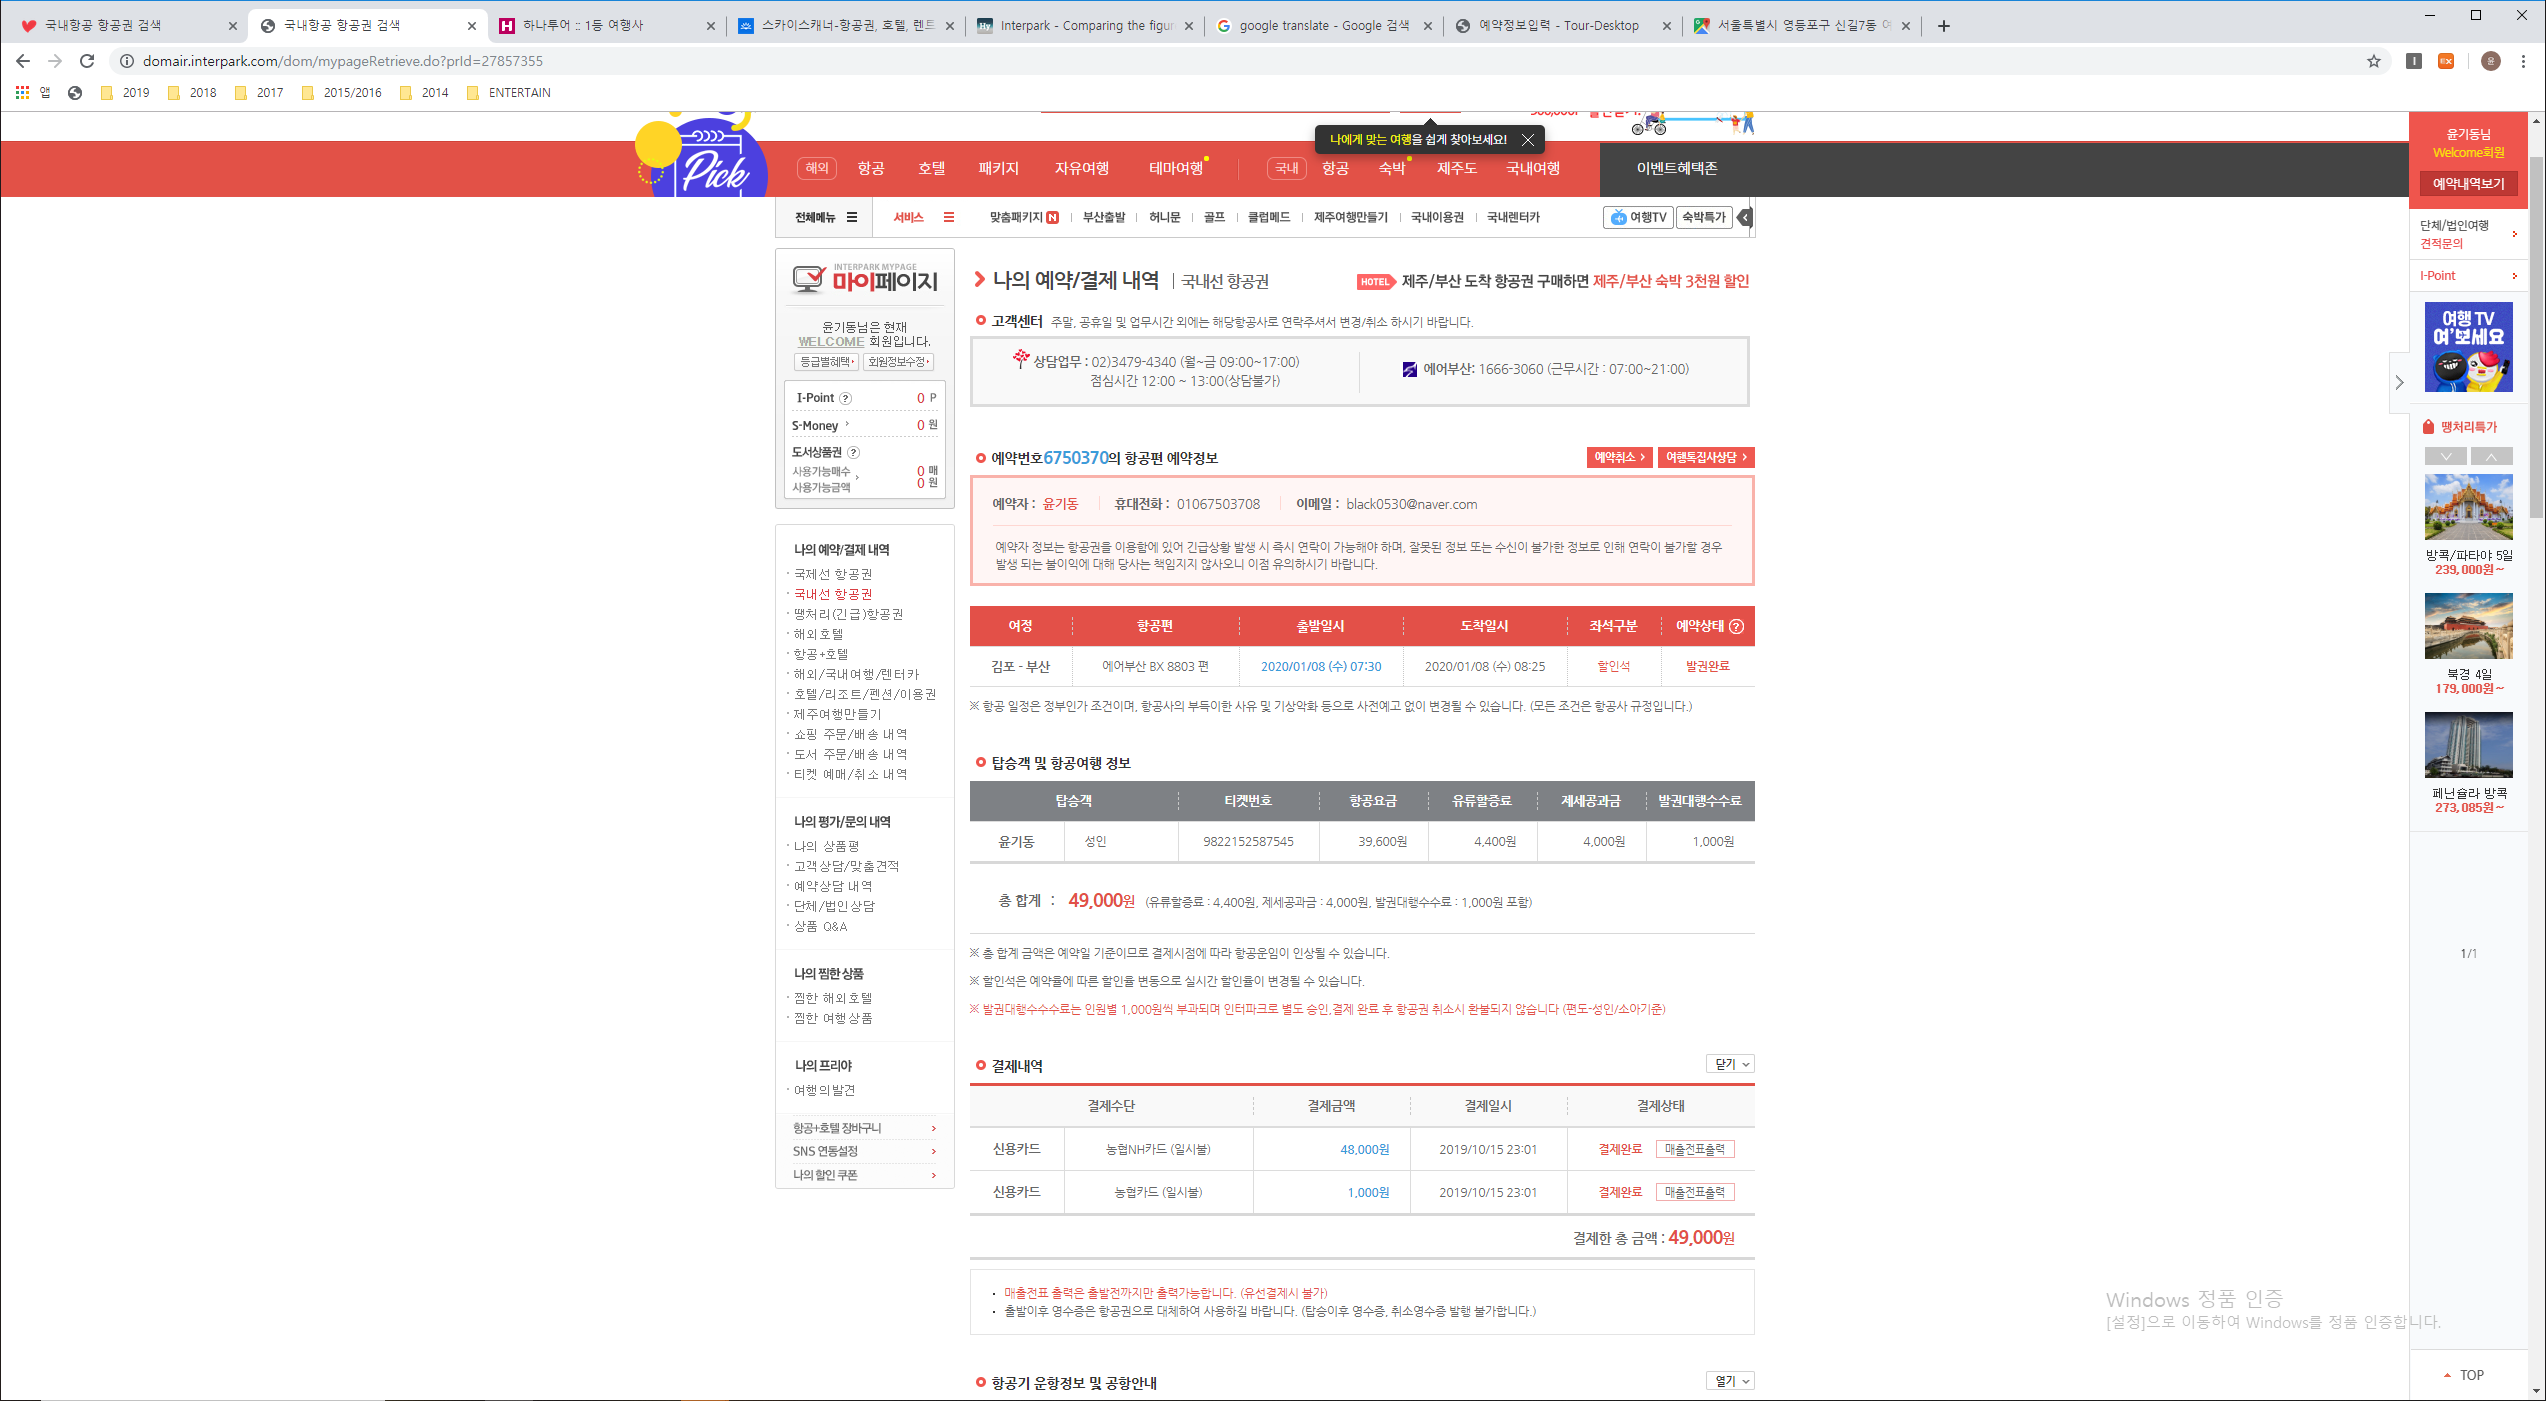 국내항공 항공권 검색
국내항공 항공권 검색
하나투어 :: 1등 여행사
스카이스캐너-항공권, 호텔, 렌트
Interpark - Comparing the figur
google translate - Google 검색
예약정보입력 - Tour-Desktop
서울특별시 영등포구 신길7동 여
domair.interpark.com/dom/mypageRetrieve.do?prId=27857355
윤
앱 2019 2018 2017 2015/2016 2014 ENTERTAIN
나에게 맞는 여행을 쉽게 찾아보세요!
Pick
해외 항공 호텔 패키지 자유여행 테마여행 국내 항공 숙박 제주도 국내여행 이벤트혜택존
전체메뉴 서비스 맞춤패키지 N 부산출발 허니문 골프 클럽메드 제주여행만들기 국내이용권 국내렌터카 여행TV 숙박특가
윤기동님
Welcome회원
예약내역보기
단체/법인여행
견적문의
I-Point
여행 TV
여'보세요
땡처리특가
방콕/파타야 5일
239,000원~
북경 4일
179,000원~
페닌슐라 방콕
273,085원~
1/1
TOP
INTERPARK MYPAGE
마이페이지
윤기동님은 현재
WELCOME 회원입니다.
등급별혜택 회원정보수정
I-Point ? 0 P
S-Money 0 원
도서상품권 ?
사용가능매수 0 매
사용가능금액 0 원
나의 예약/결제 내역
· 국제선 항공권
· 국내선 항공권
· 땡처리(긴급)항공권
· 해외호텔
· 항공+호텔
· 해외/국내여행/렌터카
· 호텔/리조트/펜션/이용권
· 제주여행만들기
· 쇼핑 주문/배송 내역
· 도서 주문/배송 내역
· 티켓 예매/취소 내역
나의 평가/문의 내역
· 나의 상품평
· 고객상담/맞춤견적
· 예약상담 내역
· 단체/법인상담
· 상품 Q&A
나의 찜한 상품
· 찜한 해외호텔
· 찜한 여행상품
나의 프리야
· 여행의발견
항공+호텔 장바구니
SNS 연동설정
나의 할인 쿠폰
나의 예약/결제 내역 | 국내선 항공권
HOTEL 제주/부산 도착 항공권 구매하면 제주/부산 숙박 3천원 할인
고객센터 주말, 공휴일 및 업무시간 외에는 해당항공사로 연락주셔서 변경/취소 하시기 바랍니다.
상담업무 : 02)3479-4340 (월~금 09:00~17:00)
점심시간 12:00 ~ 13:00(상담불가)
에어부산: 1666-3060 (근무시간 : 07:00~21:00)
예약번호6750370의 항공편 예약정보
예약취소 여행특집사상담
예약자 : 윤기동 휴대전화 : 01067503708 이메일 : black0530@naver.com
예약자 정보는 항공권을 이용함에 있어 긴급상황 발생 시 즉시 연락이 가능해야 하며, 잘못된 정보 또는 수신이 불가한 정보로 인해 연락이 불가할 경우
발생 되는 불이익에 대해 당사는 책임지지 않사오니 이점 유의하시기 바랍니다.
여정 항공편 출발일시 도착일시 좌석구분 예약상태 ?
김포 - 부산 에어부산 BX 8803 편 2020/01/08 (수) 07:30 2020/01/08 (수) 08:25 할인석 발권완료
※ 항공 일정은 정부인가 조건이며, 항공사의 부득이한 사유 및 기상악화 등으로 사전예고 없이 변경될 수 있습니다. (모든 조건은 항공사 규정입니다.)
탑승객 및 항공여행 정보
탑승객 티켓번호 항공요금 유류할증료 제세공과금 발권대행수수료
윤기동 성인 9822152587545 39,600원 4,400원 4,000원 1,000원
총 합계 : 49,000원 (유류할증료 : 4,400원, 제세공과금 : 4,000원, 발권대행수수료 : 1,000원 포함)
※ 총 합계 금액은 예약일 기준이므로 결제시점에 따라 항공운임이 인상될 수 있습니다.
※ 할인석은 예약율에 따른 할인율 변동으로 실시간 할인율이 변경될 수 있습니다.
※ 발권대행수수수료는 인원별 1,000원씩 부과되며 인터파크로 별도 승인,결제 완료 후 항공권 취소시 환불되지 않습니다 (편도-성인/소아기준)
결제내역
닫기
결제수단 결제금액 결제일시 결제상태
신용카드 농협NH카드 (일시불) 48,000원 2019/10/15 23:01 결제완료 매출전표출력
신용카드 농협카드 (일시불) 1,000원 2019/10/15 23:01 결제완료 매출전표출력
결제한 총 금액 : 49,000원
· 매출전표 출력은 출발전까지만 출력가능합니다. (유선결제시 불가)
· 출발이후 영수증은 항공권으로 대체하여 사용하길 바랍니다. (탑승이후 영수증, 취소영수증 발행 불가합니다.)
항공기 운항정보 및 공항안내
열기
Windows 정품 인증
[설정]으로 이동하여 Windows를 정품 인증합니다.